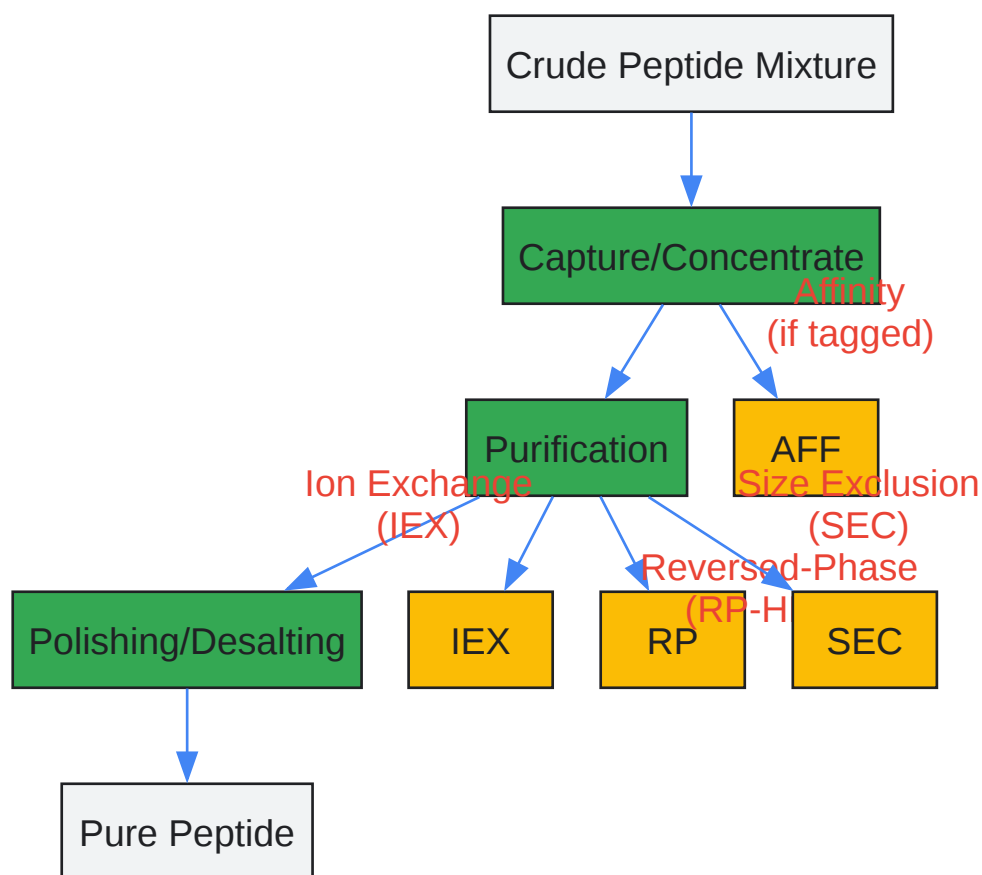 Crude Peptide Mixture
Capture/Concentrate
Affinity
(if tagged)
Purification
AFF
Ion Exchange
(IEX)
Size Exclusion
(SEC)
Reversed-Phase
(RP-H
Polishing/Desalting
IEX
RP
SEC
Pure Peptide